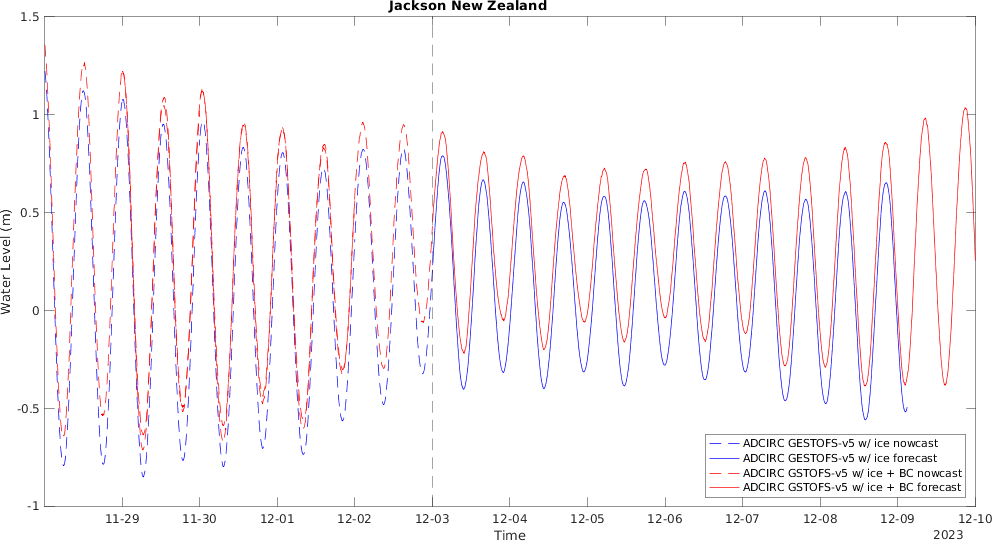 Jackson New Zealand
1.5
1
0.5
0
-0.5
-1
Water Level (m)
11-29 11-30 12-01 12-02 12-03 12-04 12-05 12-06 12-07 12-08 12-09 12-10
Time
2023
ADCIRC GESTOFS-v5 w/ ice nowcast
ADCIRC GESTOFS-v5 w/ ice forecast
ADCIRC GSTOFS-v5 w/ ice + BC nowcast
ADCIRC GSTOFS-v5 w/ ice + BC forecast